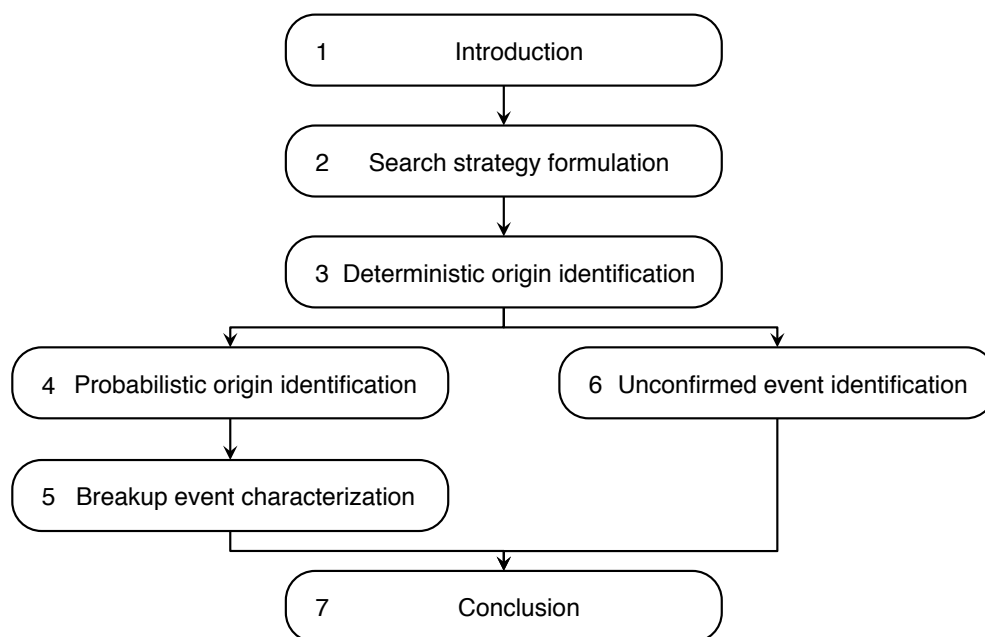 1 Introduction
2 Search strategy formulation
3 Deterministic origin identification
4 Probabilistic origin identification
6 Unconfirmed event identification
5 Breakup event characterization
7 Conclusion